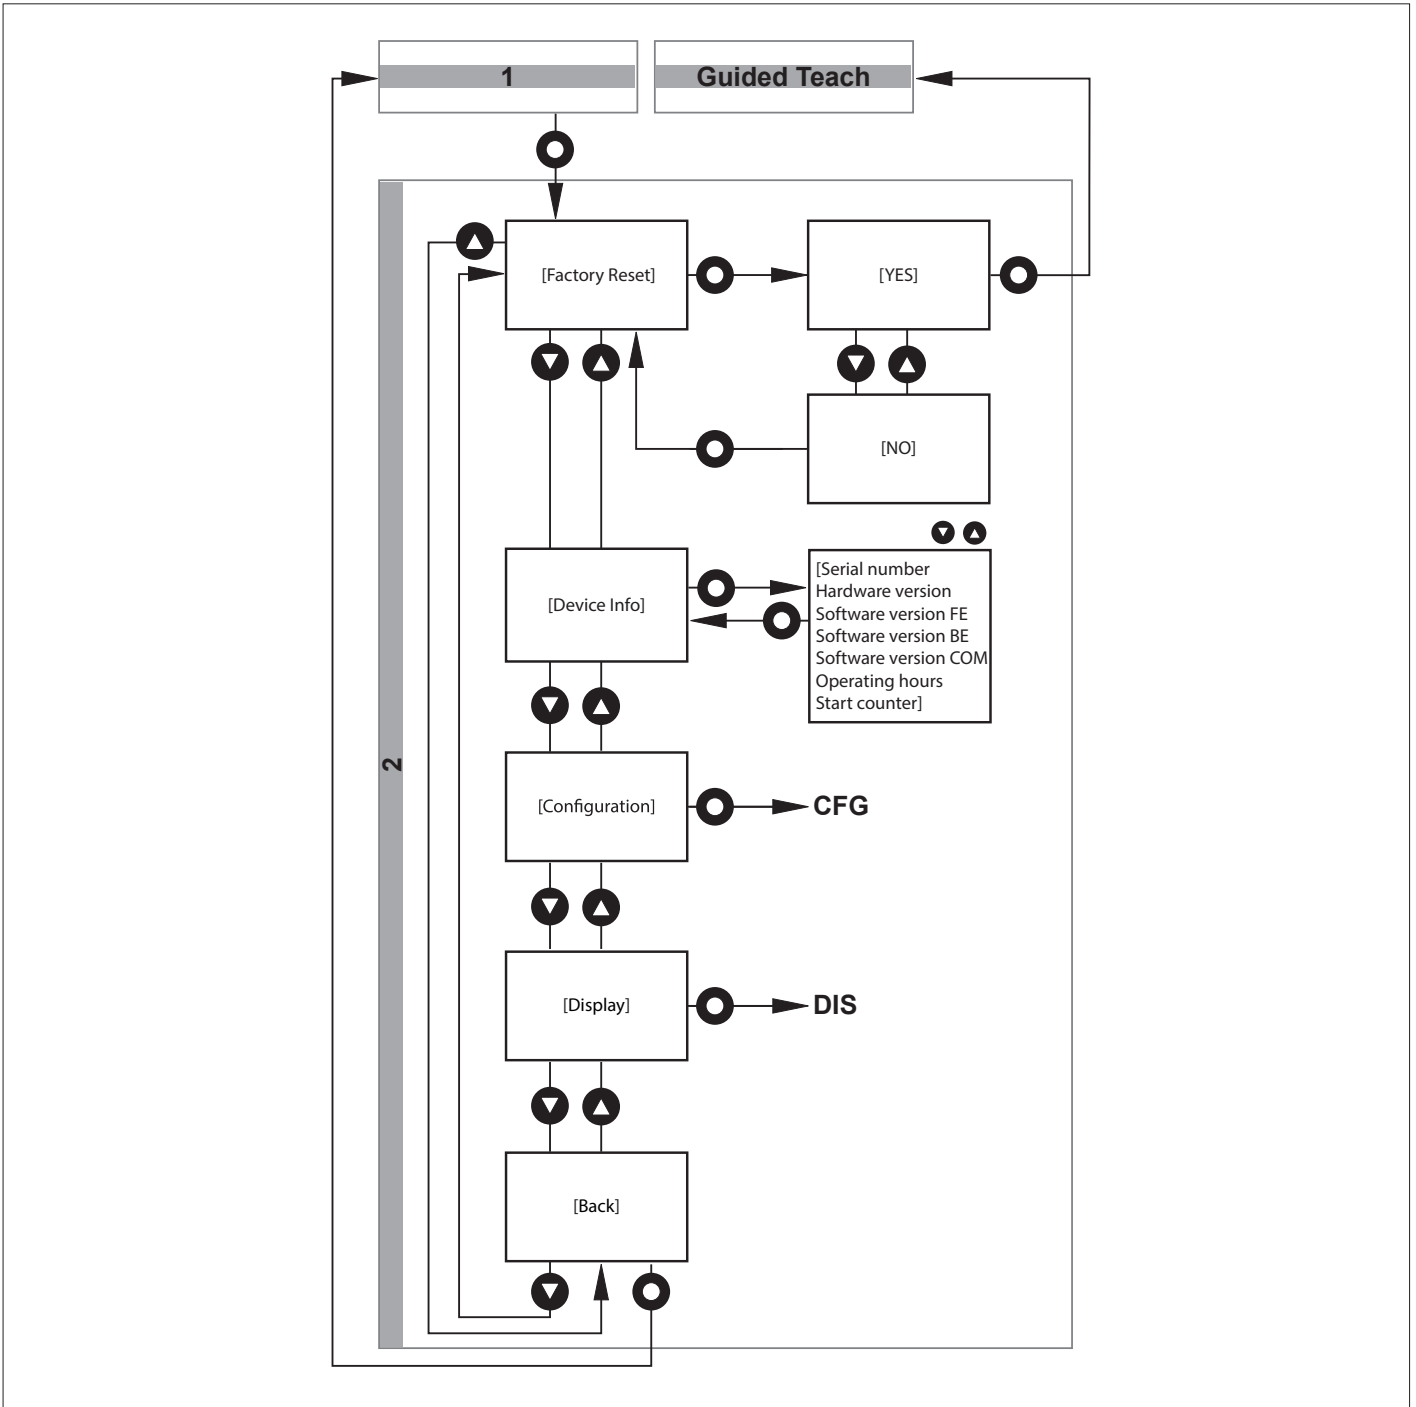 1
Guided Teach
2
[Factory Reset]
[YES]
[NO]
[Device Info]
[Serial number
Hardware version
Software version FE
Software version BE
Software version COM
Operating hours
Start counter]
[Configuration]
CFG
[Display]
DIS
[Back]